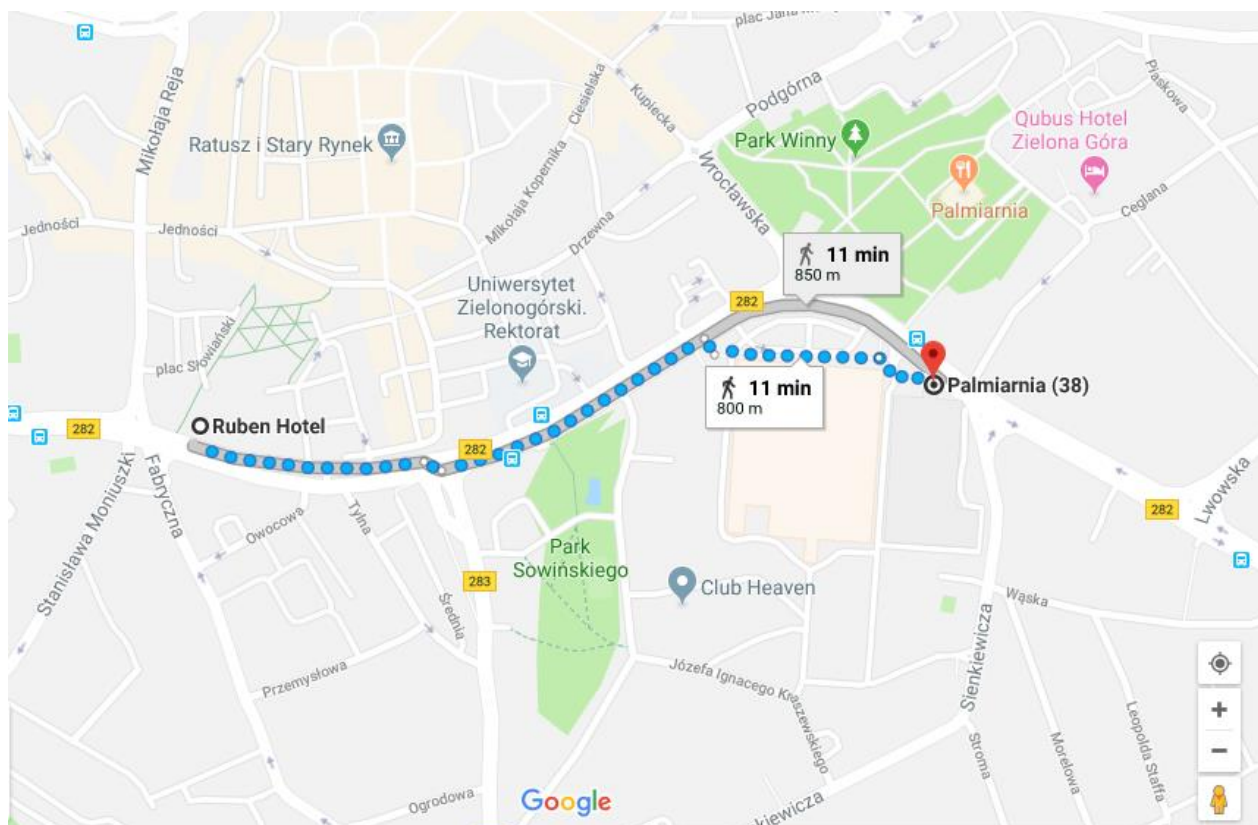 plac Jana
Mikołaja Reja
Ratusz i Stary Rynek
Ciesielska
Kupiecka
Podgórna
Piaskowa
Park Winny
Qubus Hotel
Zielona Góra
Palmiarnia
Wrocławska
Ceglana
Mikołaja Kopernika
Drzewna
Jedności
Jedności
11 min
850 m
Uniwersytet
Zielonogórski.
Rektorat
282
plac Słowiański
11 min
800 m
Palmiarnia (38)
Ruben Hotel
282
282
Lwowska
282
Stanisława Moniuszki
Fabryczna
Owocowa
Tylna
Park
Sowińskiego
283
Club Heaven
Średnia
Wąska
Sienkiewicza
Przemysłowa
Józefa Ignacego Kraszewskiego
Stroma
Morelowa
Leopolda Staffa
Ogrodowa
Google
nkiewicza